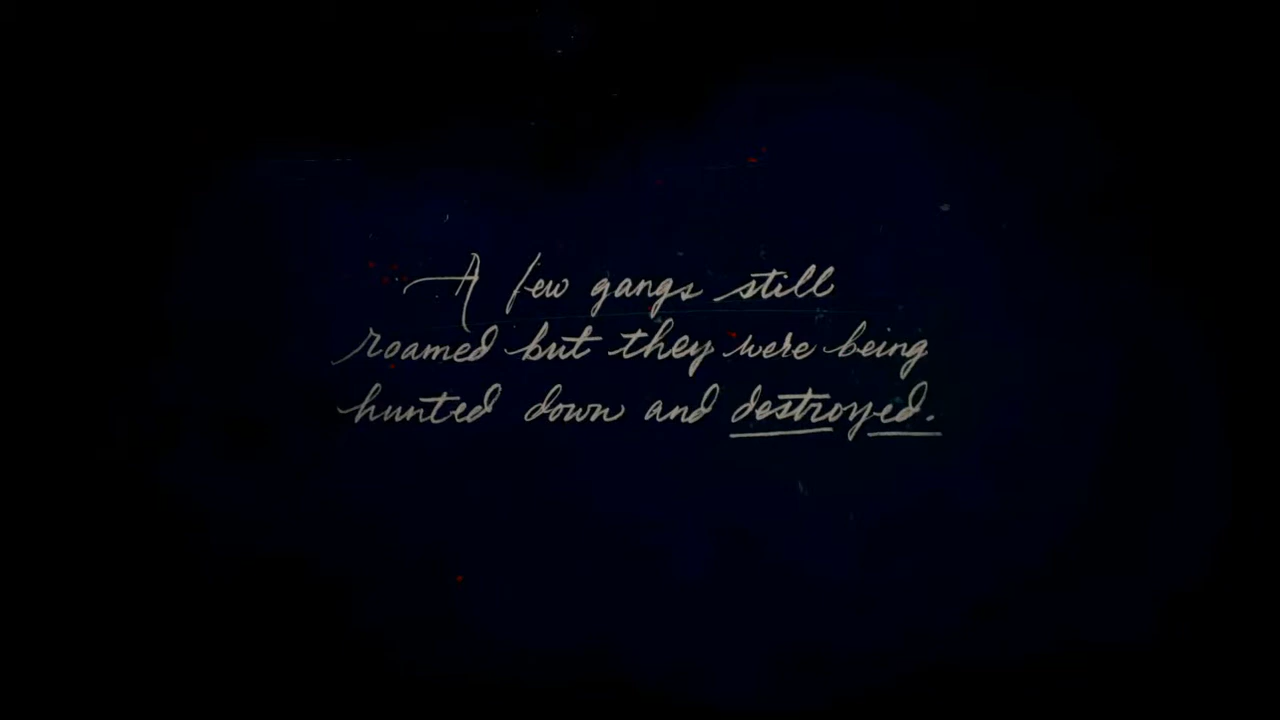 A few gangs still
roamed but they were being
hunted down and destroyed.